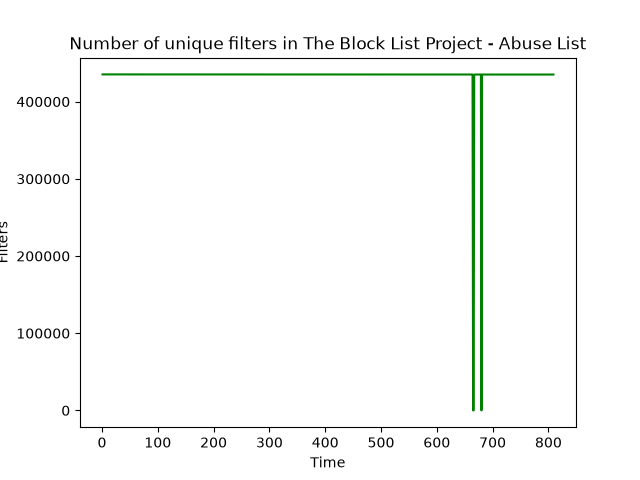 Number of unique filters in The Block List Project - Abuse List
400000
300000
200000
100000
0
Filters
0 100 200 300 400 500 600 700 800
Time